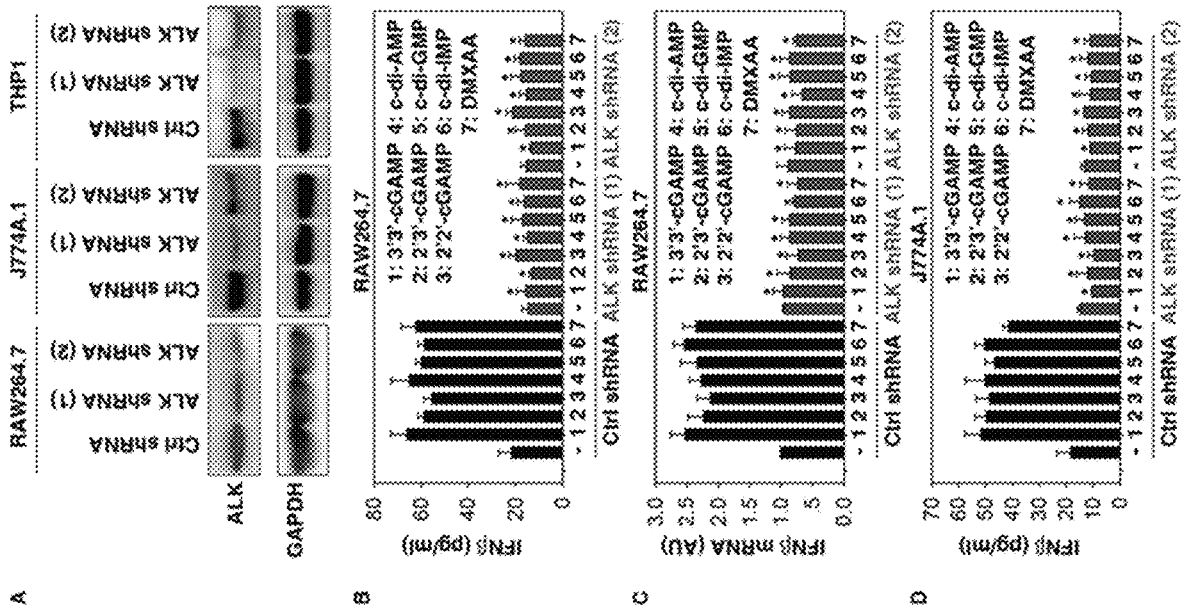 A
RAW264.7
J774A.1
THP1
Ctrl shRNA
ALK shRNA (1)
ALK shRNA (2)
Ctrl shRNA
ALK shRNA (1)
ALK shRNA (2)
Ctrl shRNA
ALK shRNA (1)
ALK shRNA (2)
ALK
GAPDH
B
RAW264.7
IFNβ (pg/ml)
80
60
40
20
0
1: 3'3'-cGAMP 4: c-di-AMP
2: 2'3'-cGAMP 5: c-di-GMP
3: 2'2'-cGAMP 6: c-di-IMP
7: DMXAA
- 1 2 3 4 5 6 7 - 1 2 3 4 5 6 7 - 1 2 3 4 5 6 7
Ctrl shRNA ALK shRNA (1) ALK shRNA (2)
C
RAW264.7
IFNβ mRNA (AU)
3.0
2.5
2.0
1.5
1.0
.5
0.0
1: 3'3'-cGAMP 4: c-di-AMP
2: 2'3'-cGAMP 5: c-di-GMP
3: 2'2'-cGAMP 6: c-di-IMP
7: DMXAA
- 1 2 3 4 5 6 7 - 1 2 3 4 5 6 7 - 1 2 3 4 5 6 7
Ctrl shRNA ALK shRNA (1) ALK shRNA (2)
D
J774A.1
IFNβ (pg/ml)
70
60
50
40
30
20
10
0
1: 3'3'-cGAMP 4: c-di-AMP
2: 2'3'-cGAMP 5: c-di-GMP
3: 2'2'-cGAMP 6: c-di-IMP
7: DMXAA
- 1 2 3 4 5 6 7 - 1 2 3 4 5 6 7 - 1 2 3 4 5 6 7
Ctrl shRNA ALK shRNA (1) ALK shRNA (2)